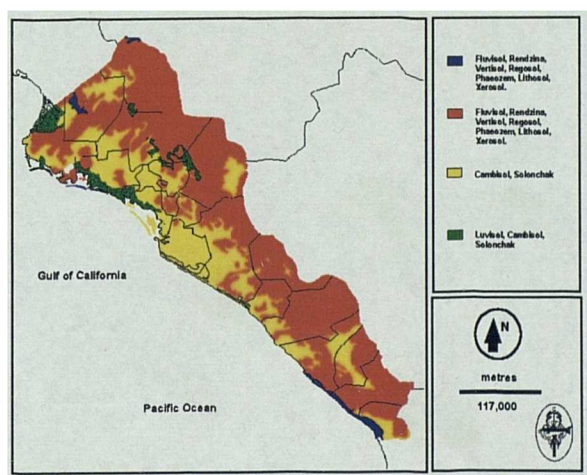 Fluvisol, Rendzina,
Vertisol, Regosol,
Phaeozem, Lithosol,
Xerosol.
Fluvisol, Rendzina,
Vertisol, Regosol,
Phaeozem, Lithosol,
Xerosol.
Cambisol, Solonchak
Luvisol, Cambisol,
Solonchak
Gulf of California
Pacific Ocean
N
metres
117,000